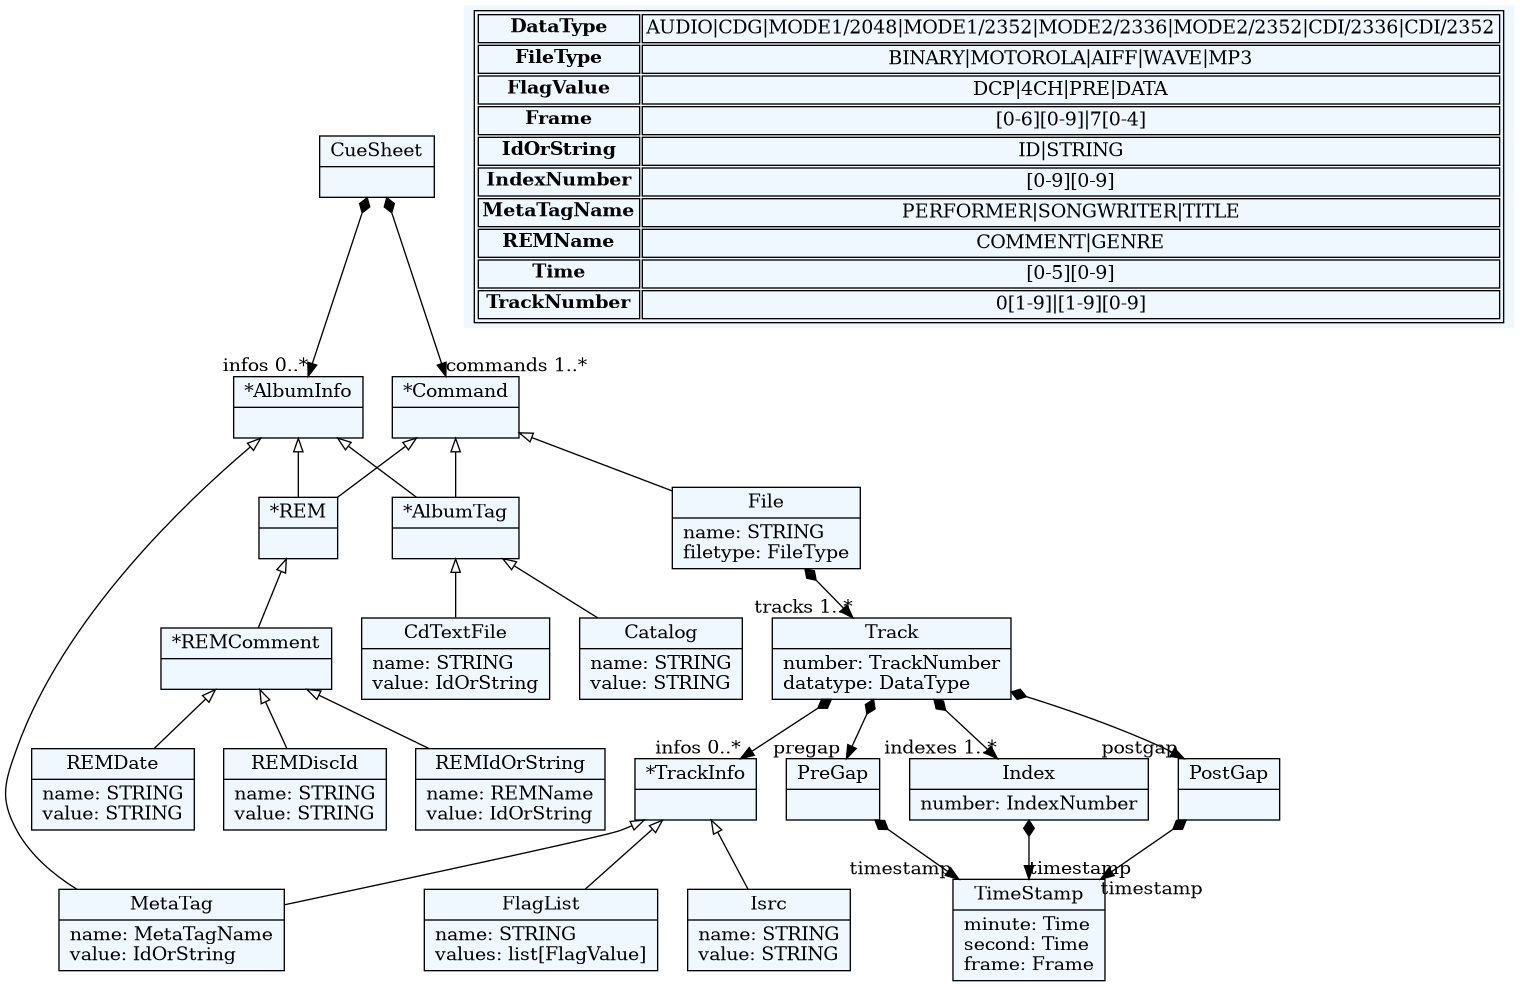 DataType AUDIO|CDG|MODE1/2048|MODE1/2352|MODE2/2336|MODE2/2352|CDI/2336|CDI/2352
FileType BINARY|MOTOROLA|AIFF|WAVE|MP3
FlagValue DCP|4CH|PRE|DATA
Frame [0-6][0-9]|7[0-4]
IdOrString ID|STRING
IndexNumber [0-9][0-9]
MetaTagName PERFORMER|SONGWRITER|TITLE
REMName COMMENT|GENRE
Time [0-5][0-9]
TrackNumber 0[1-9]|[1-9][0-9]
CueSheet
infos 0..*
commands 1..*
*AlbumInfo
*Command
*REM
*AlbumTag
File
name: STRING
filetype: FileType
tracks 1..*
*REMComment
CdTextFile
name: STRING
value: IdOrString
Catalog
name: STRING
value: STRING
Track
number: TrackNumber
datatype: DataType
infos 0..*
pregap
indexes 1..*
postgap
REMDate
name: STRING
value: STRING
REMDiscId
name: STRING
value: STRING
REMIdOrString
name: REMName
value: IdOrString
*TrackInfo
PreGap
Index
number: IndexNumber
PostGap
timestamp
timestamp
timestamp
MetaTag
name: MetaTagName
value: IdOrString
FlagList
name: STRING
values: list[FlagValue]
Isrc
name: STRING
value: STRING
TimeStamp
minute: Time
second: Time
frame: Frame